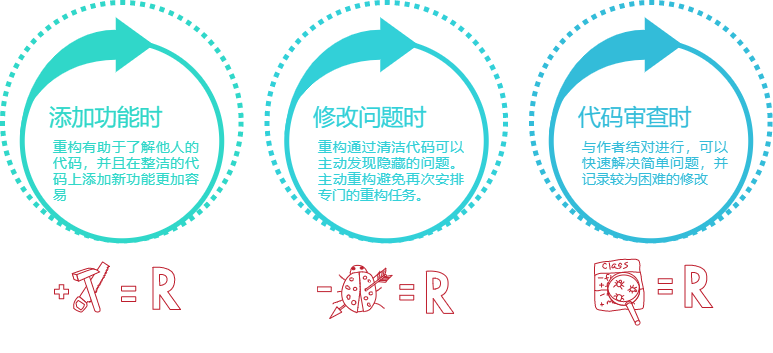 添加功能时
重构有助于了解他人的
代码，并且在整洁的代
码上添加新功能更加容
易
修改问题时
重构通过清洁代码可以
主动发现隐藏的问题。
主动重构避免再次安排
专门的重构任务。
代码审查时
与作者结对进行，可以
快速解决简单问题，并
记录较为困难的修改
+ = R
- = R
class
= R